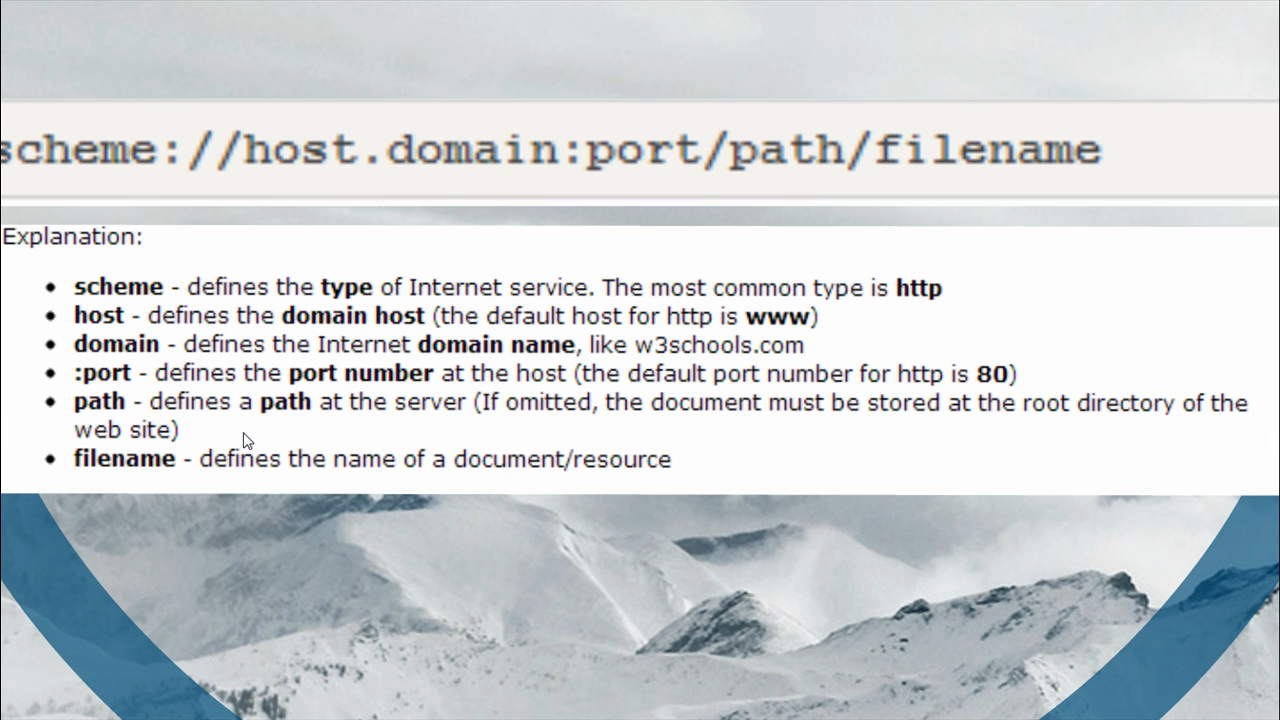 scheme://host.domain:port/path/filename
Explanation:
• scheme - defines the type of Internet service. The most common type is http
• host - defines the domain host (the default host for http is www)
• domain - defines the Internet domain name, like w3schools.com
• :port - defines the port number at the host (the default port number for http is 80)
• path - defines a path at the server (If omitted, the document must be stored at the root directory of the
web site)
• filename - defines the name of a document/resource